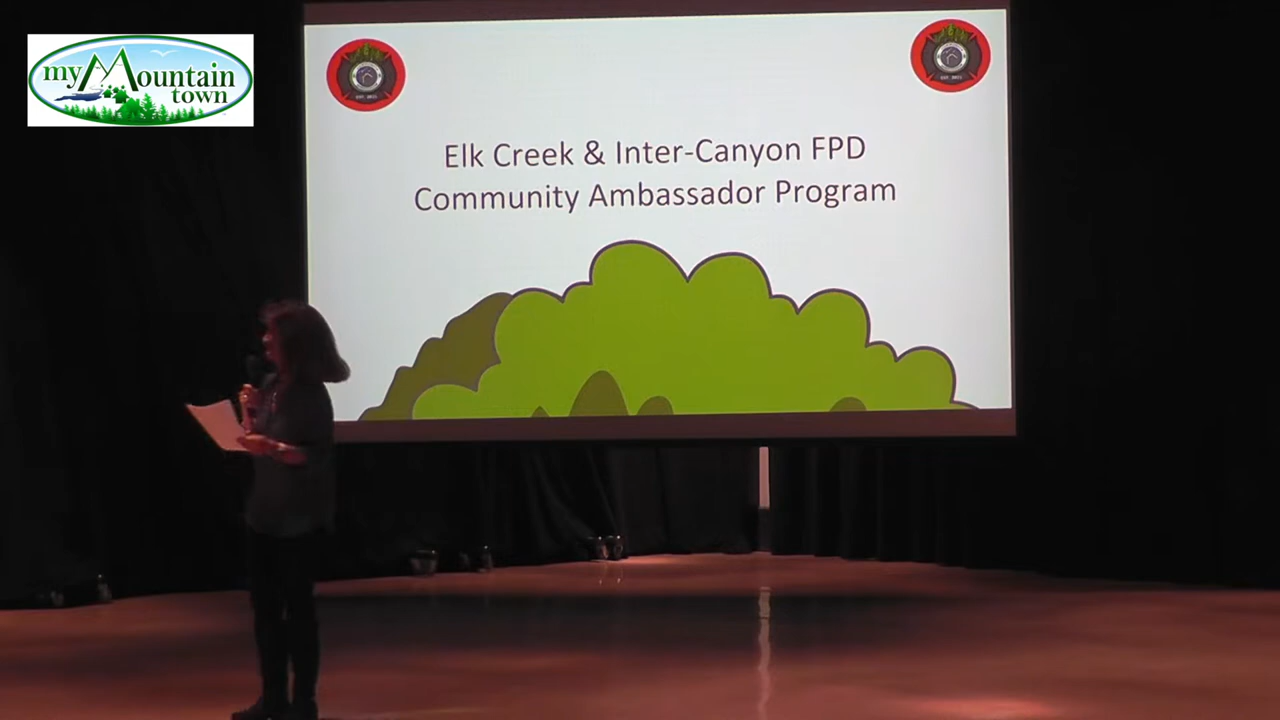 my Mountain
town
Elk Creek & Inter-Canyon FPD
Community Ambassador Program